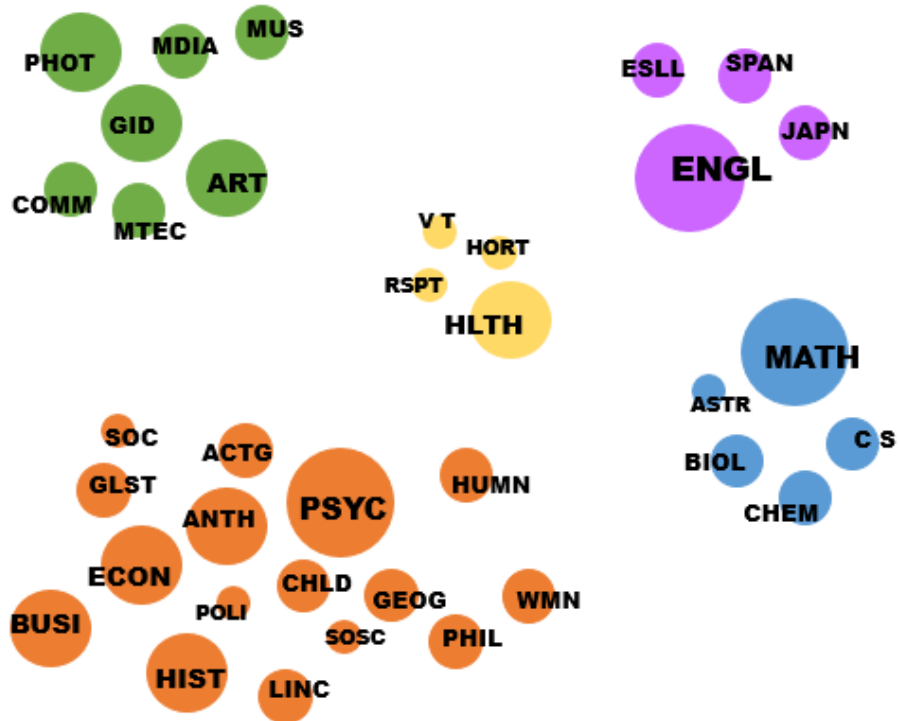 PHOT
MDIA
MUS
GID
ART
COMM
MTEC
ESLL
SPAN
JAPN
ENGL
V T
HORT
RSPT
HLTH
MATH
ASTR
C S
BIOL
CHEM
SOC
ACTG
GLST
HUMN
ANTH
PSYC
ECON
CHLD
GEOG
WMN
POLI
BUSI
SOSC
PHIL
HIST
LINC